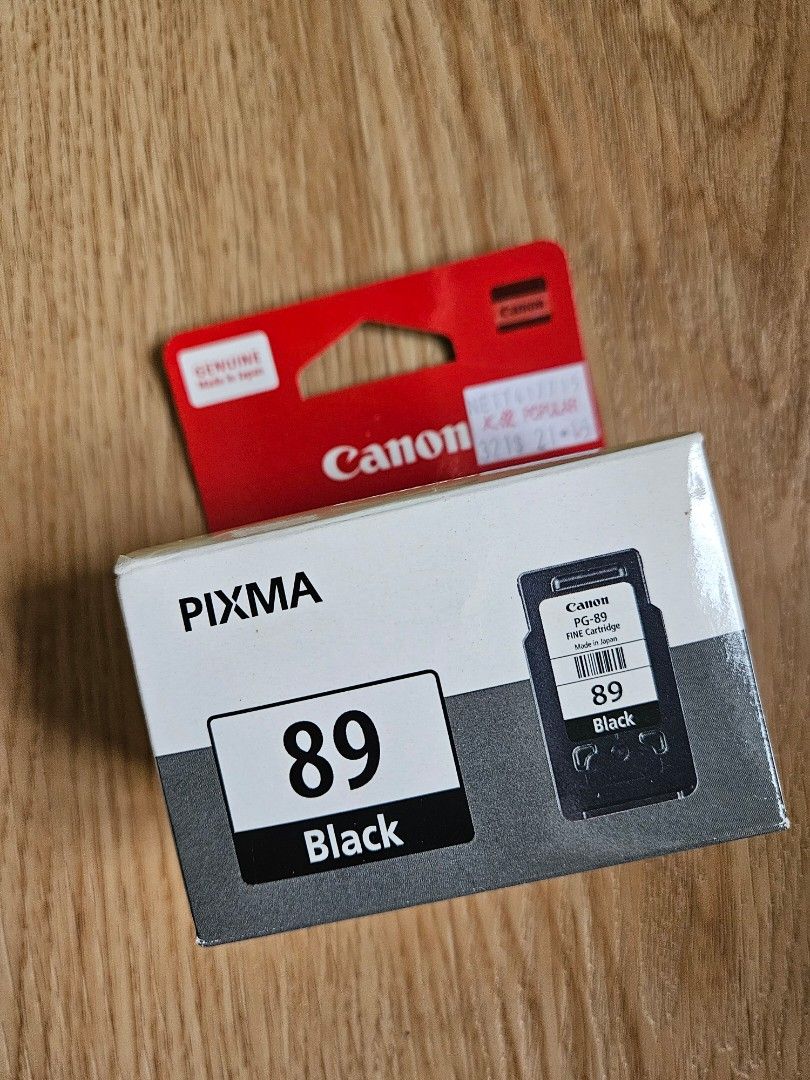 GENUINE
Made in Japan
Canon
Canon
POPULAR
PIXMA
89
Black
Canon
PG-89
FINE Cartridge
Made in Japan
89
Black